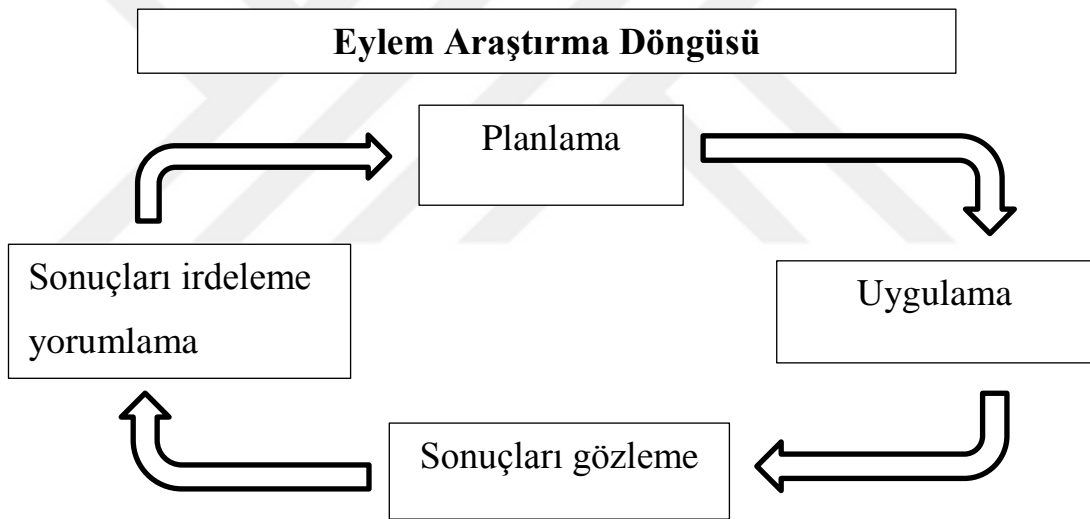 Eylem Araştırma Döngüsü
Planlama
Uygulama
Sonuçları gözleme
Sonuçları irdeleme
yorumlama